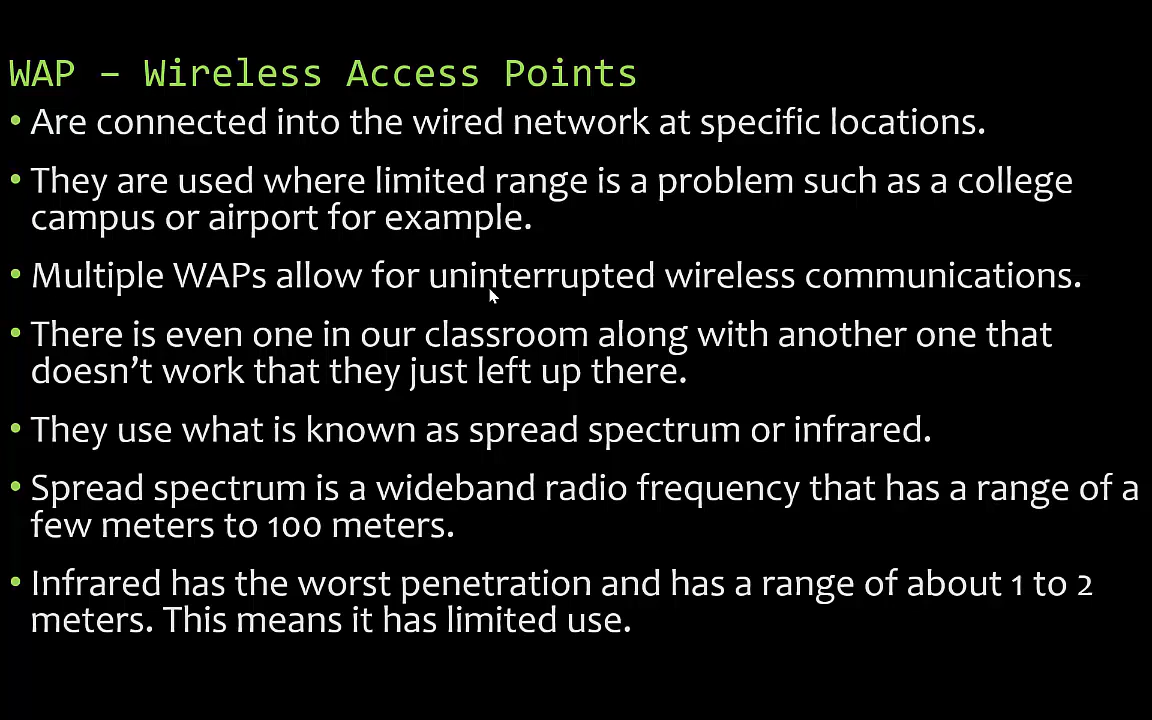 WAP – Wireless Access Points
• Are connected into the wired network at specific locations.
• They are used where limited range is a problem such as a college
campus or airport for example.
• Multiple WAPs allow for uninterrupted wireless communications.
• There is even one in our classroom along with another one that
doesn’t work that they just left up there.
• They use what is known as spread spectrum or infrared.
• Spread spectrum is a wideband radio frequency that has a range of a
few meters to 100 meters.
• Infrared has the worst penetration and has a range of about 1 to 2
meters. This means it has limited use.